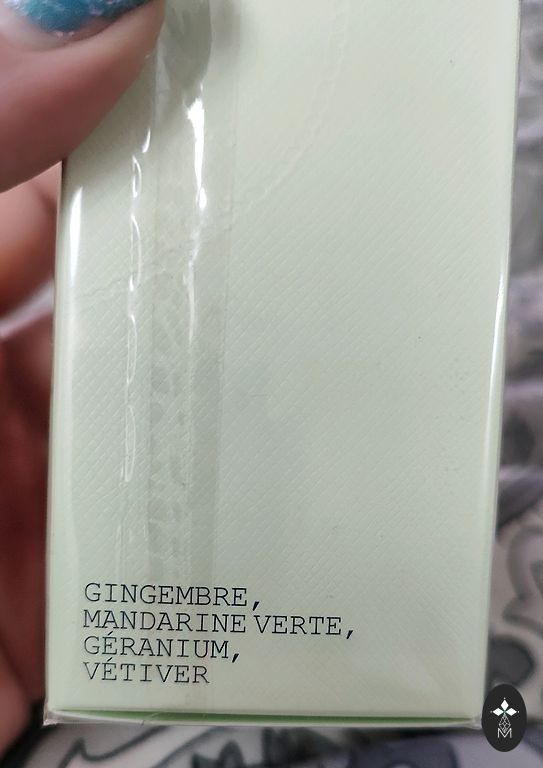 GINGEMBRE,
MANDARINE VERTE,
GÉRANIUM,
VÉTIVER